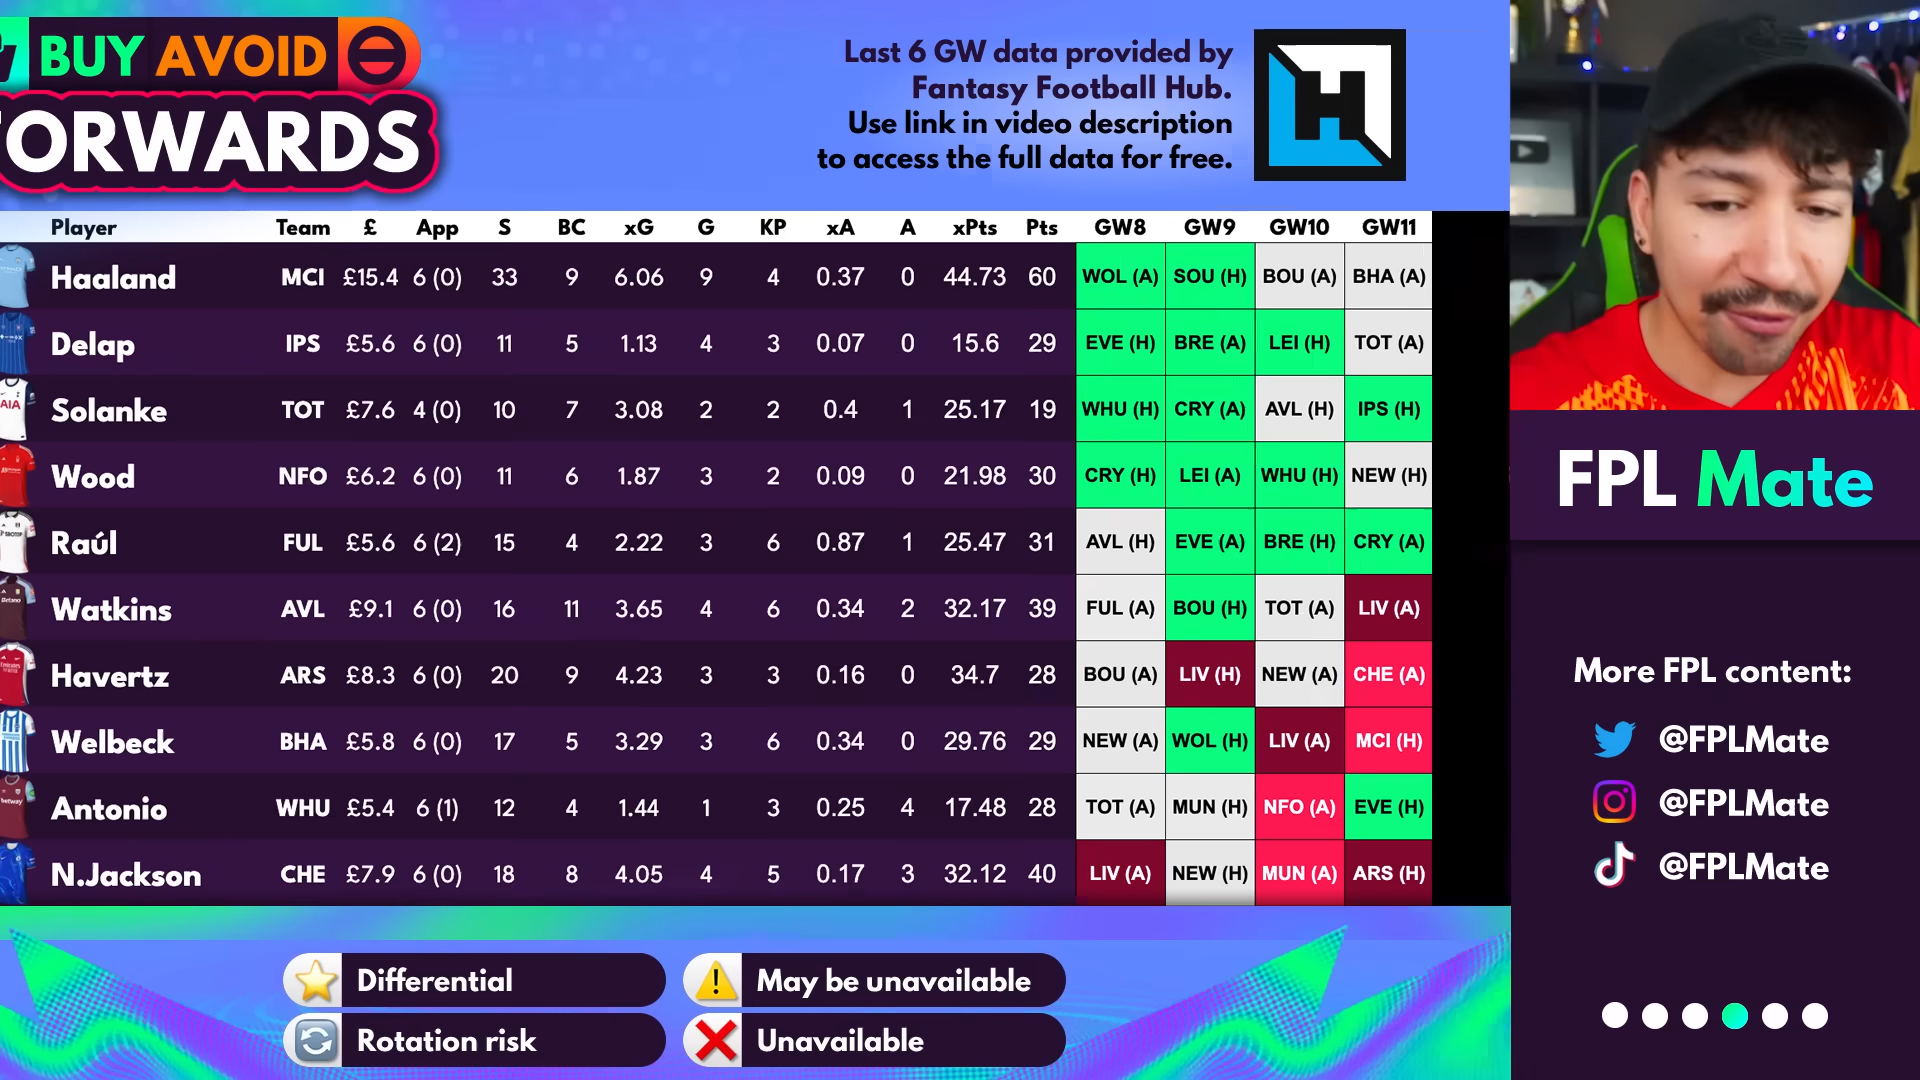 BUY AVOID
FORWARDS
Last 6 GW data provided by
Fantasy Football Hub.
Use link in video description
to access the full data for free.
H
Player Team £ App S BC xG G KP xA A xPts Pts GW8 GW9 GW10 GW11
Haaland MCI £15.4 6 (0) 33 9 6.06 9 4 0.37 0 44.73 60 WOL (A) SOU (H) BOU (A) BHA (A)
Delap IPS £5.6 6 (0) 11 5 1.13 4 3 0.07 0 15.6 29 EVE (H) BRE (A) LEI (H) TOT (A)
Solanke TOT £7.6 4 (0) 10 7 3.08 2 2 0.4 1 25.17 19 WHU (H) CRY (A) AVL (H) IPS (H)
Wood NFO £6.2 6 (0) 11 6 1.87 3 2 0.09 0 21.98 30 CRY (H) LEI (A) WHU (H) NEW (H)
Raúl FUL £5.6 6 (2) 15 4 2.22 3 6 0.87 1 25.47 31 AVL (H) EVE (A) BRE (H) CRY (A)
Watkins AVL £9.1 6 (0) 16 11 3.65 4 6 0.34 2 32.17 39 FUL (A) BOU (H) TOT (A) LIV (A)
Havertz ARS £8.3 6 (0) 20 9 4.23 3 3 0.16 0 34.7 28 BOU (A) LIV (H) NEW (A) CHE (A)
Welbeck BHA £5.8 6 (0) 17 5 3.29 3 6 0.34 0 29.76 29 NEW (A) WOL (H) LIV (A) MCI (H)
Antonio WHU £5.4 6 (1) 12 4 1.44 1 3 0.25 4 17.48 28 TOT (A) MUN (H) NFO (A) EVE (H)
N.Jackson CHE £7.9 6 (0) 18 8 4.05 4 5 0.17 3 32.12 40 LIV (A) NEW (H) MUN (A) ARS (H)
Differential
May be unavailable
Rotation risk
Unavailable
FPL Mate
More FPL content:
@FPLMate
@FPLMate
@FPLMate